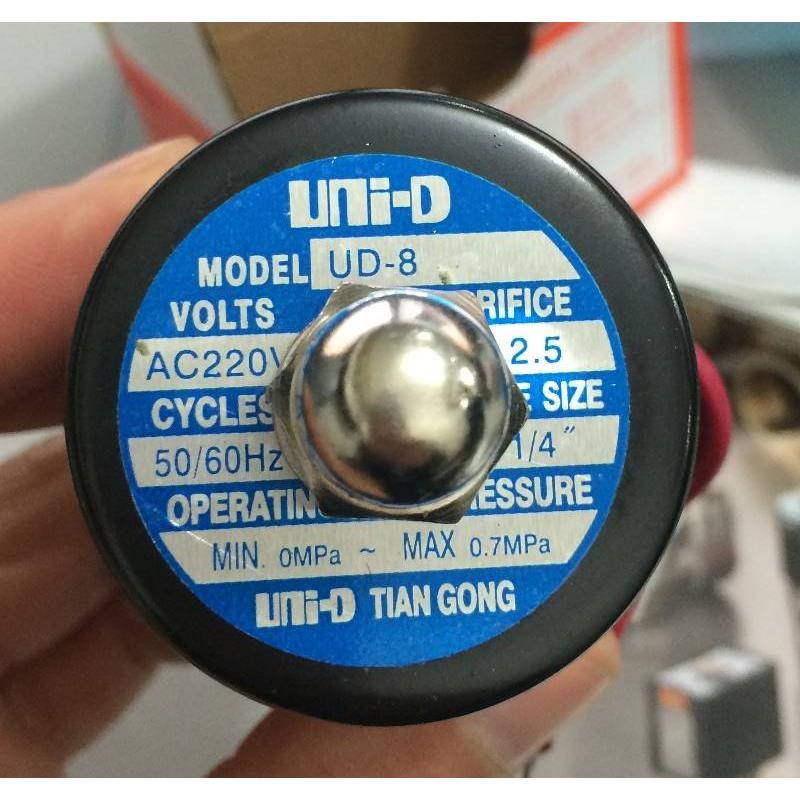 UNi-D
MODEL UD-8
VOLTS RIFICE
AC220V 2.5
CYCLES SIZE
50/60Hz 1/4"
OPERATIN ESSURE
MIN. 0MPa ~ MAX 0.7MPa
UNi-D TIAN GONG